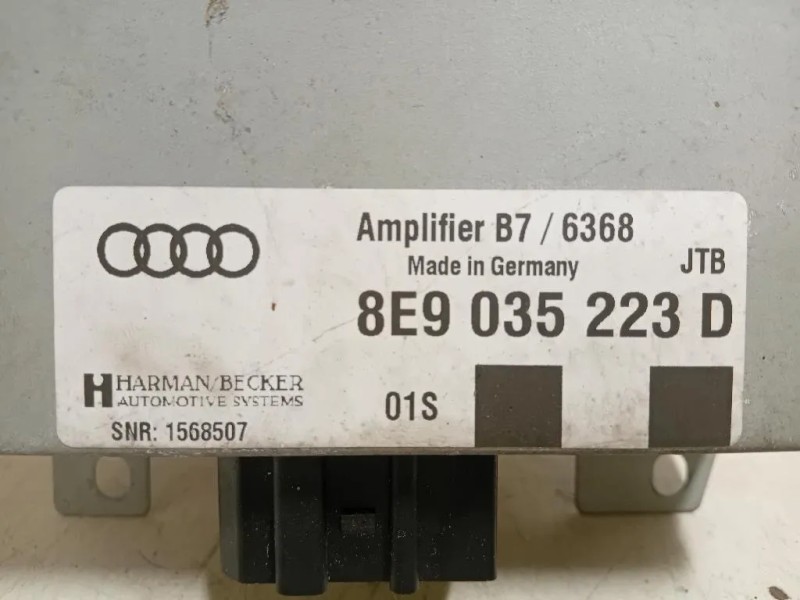 Amplifier B7 / 6368
Made in Germany
JTB
8E9 035 223 D
HARMAN/BECKER
AUTOMOTIVE SYSTEMS
01S
SNR: 1568507